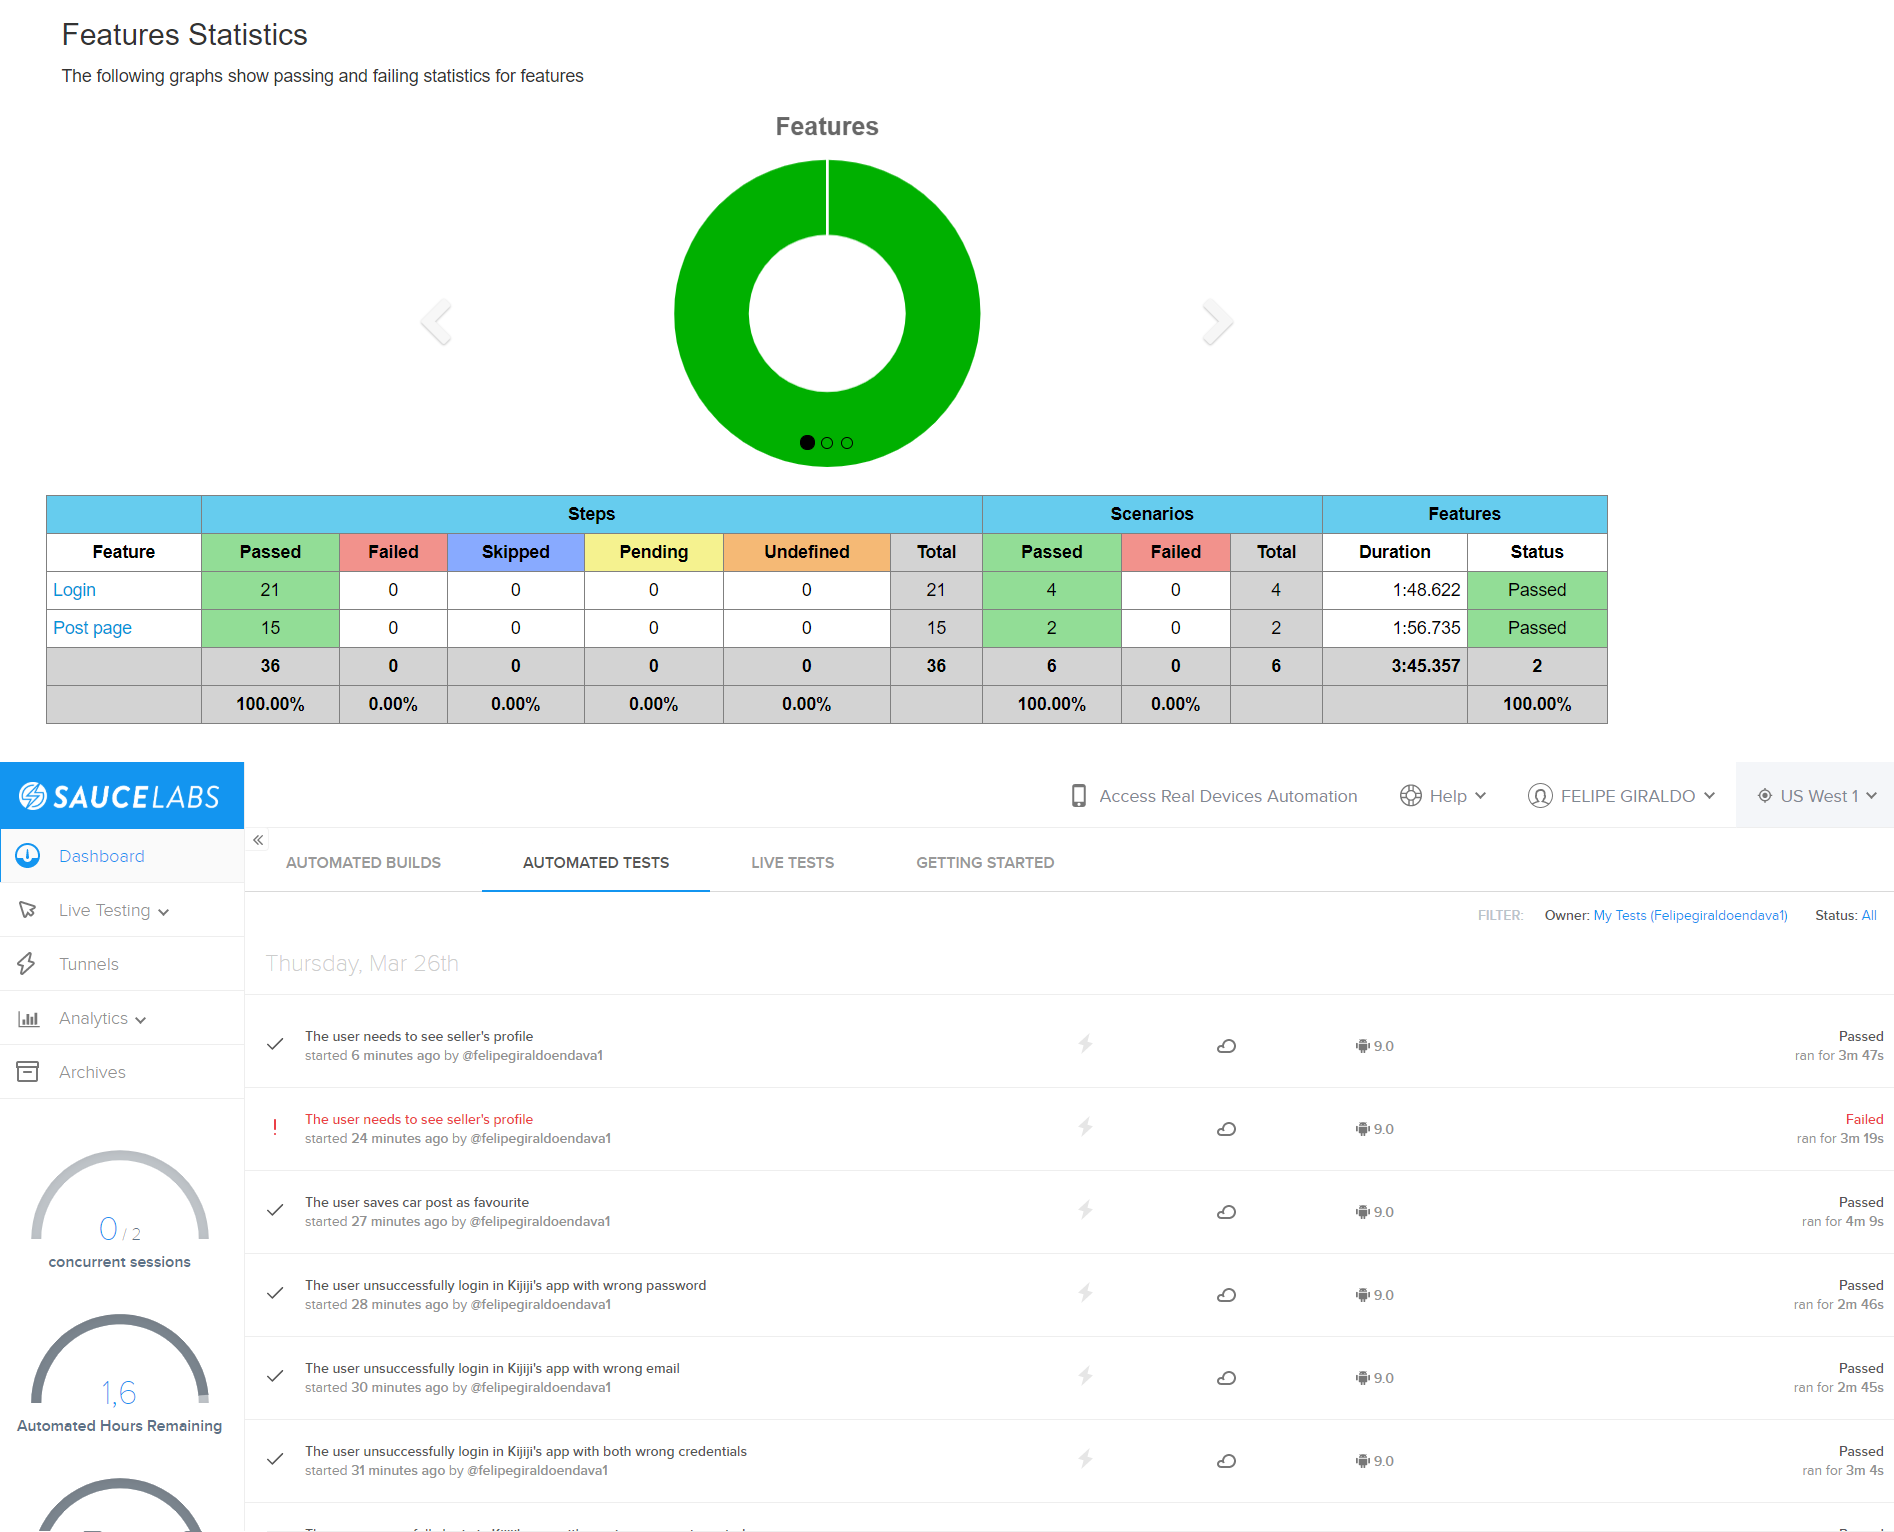 Features Statistics
The following graphs show passing and failing statistics for features
Features
Steps Scenarios Features
Feature Passed Failed Skipped Pending Undefined Total Passed Failed Total Duration Status
Login 21 0 0 0 0 21 4 0 4 1:48.622 Passed
Post page 15 0 0 0 0 15 2 0 2 1:56.735 Passed
36 0 0 0 0 36 6 0 6 3:45.357 2
100.00% 0.00% 0.00% 0.00% 0.00% 100.00% 0.00% 100.00%
SAUCELABS
Access Real Devices Automation Help FELIPE GIRALDO US West 1
Dashboard
Live Testing
Tunnels
Analytics
Archives
0 / 2
concurrent sessions
1,6
Automated Hours Remaining
AUTOMATED BUILDS AUTOMATED TESTS LIVE TESTS GETTING STARTED
FILTER: Owner: My Tests (Felipegiraldoendava1) Status: All
Thursday, Mar 26th
The user needs to see seller's profile 9.0 Passed
started 6 minutes ago by @felipegiraldoendava1 ran for 3m 47s
The user needs to see seller's profile 9.0 Failed
started 24 minutes ago by @felipegiraldoendava1 ran for 3m 19s
The user saves car post as favourite 9.0 Passed
started 27 minutes ago by @felipegiraldoendava1 ran for 4m 9s
The user unsuccessfully login in Kijiji's app with wrong password 9.0 Passed
started 28 minutes ago by @felipegiraldoendava1 ran for 2m 46s
The user unsuccessfully login in Kijiji's app with wrong email 9.0 Passed
started 30 minutes ago by @felipegiraldoendava1 ran for 2m 45s
The user unsuccessfully login in Kijiji's app with both wrong credentials 9.0 Passed
started 31 minutes ago by @felipegiraldoendava1 ran for 3m 4s